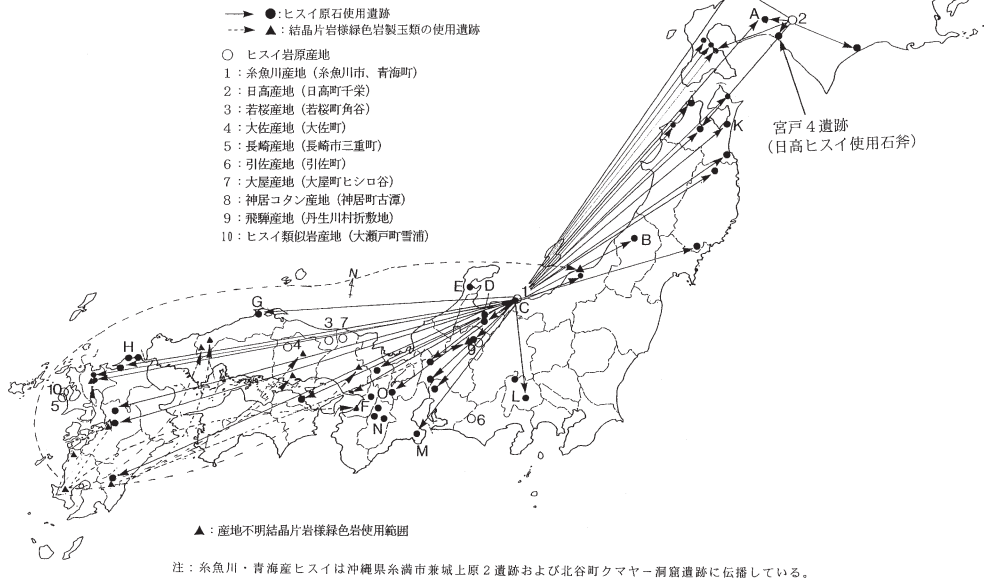 ●：ヒスイ原石使用遺跡
▲：結晶片岩様緑色岩製玉類の使用遺跡
○ ヒスイ岩原産地
1：糸魚川産地（糸魚川市、青海町）
2：日高産地（日高町千栄）
3：若桜産地（若桜町角谷）
4：大佐産地（大佐町）
5：長崎産地（長崎市三重町）
6：引佐産地（引佐町）
7：大屋産地（大屋町ヒシロ谷）
8：神居コタン産地（神居町古潭）
9：飛騨産地（丹生川村折敷地）
10：ヒスイ類似岩産地（大瀬戸町雪浦）
A
2
K
宮戸４遺跡
（日高ヒスイ使用石斧）
B
N
E
D
1
C
G
3
7
H
4
9
10
5
O
F
L
6
N
M
▲：産地不明結晶片岩様緑色岩使用範囲
注：糸魚川・青海産ヒスイは沖縄県糸満市兼城上原２遺跡および北谷町クマヤー洞窟遺跡に伝播している。